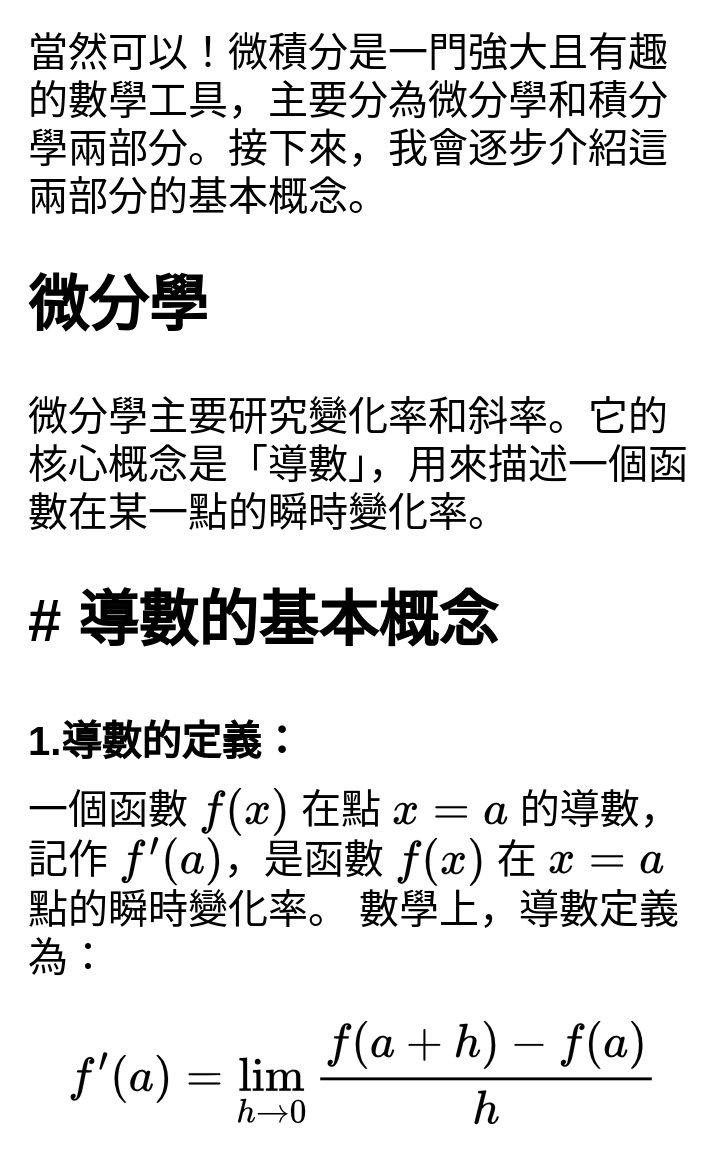 當然可以！微積分是一門強大且有趣
的數學工具，主要分為微分學和積分
學兩部分。接下來，我會逐步介紹這
兩部分的基本概念。
微分學
微分學主要研究變化率和斜率。它的
核心概念是「導數」，用來描述一個函
數在某一點的瞬時變化率。
# 導數的基本概念
1.導數的定義：
一個函數 f(x) 在點 x = a 的導數，
記作 f′(a)，是函數 f(x) 在 x = a
點的瞬時變化率。 數學上，導數定義
為：
f′(a) = lim_{h→0} \frac{f(a + h) − f(a)}{h}